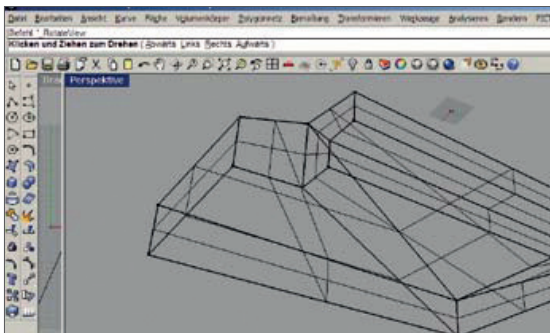 Datei Bearbeiten Ansicht Kurve Fläche Volumenkörper Polygonnetz Bemaßung Transformieren Werkzeuge Analysieren Rendern
Befehl: '_RotateView
Klicken und Ziehen zum Drehen ( Abwärts Links Rechts Aufwärts )
Perspektive